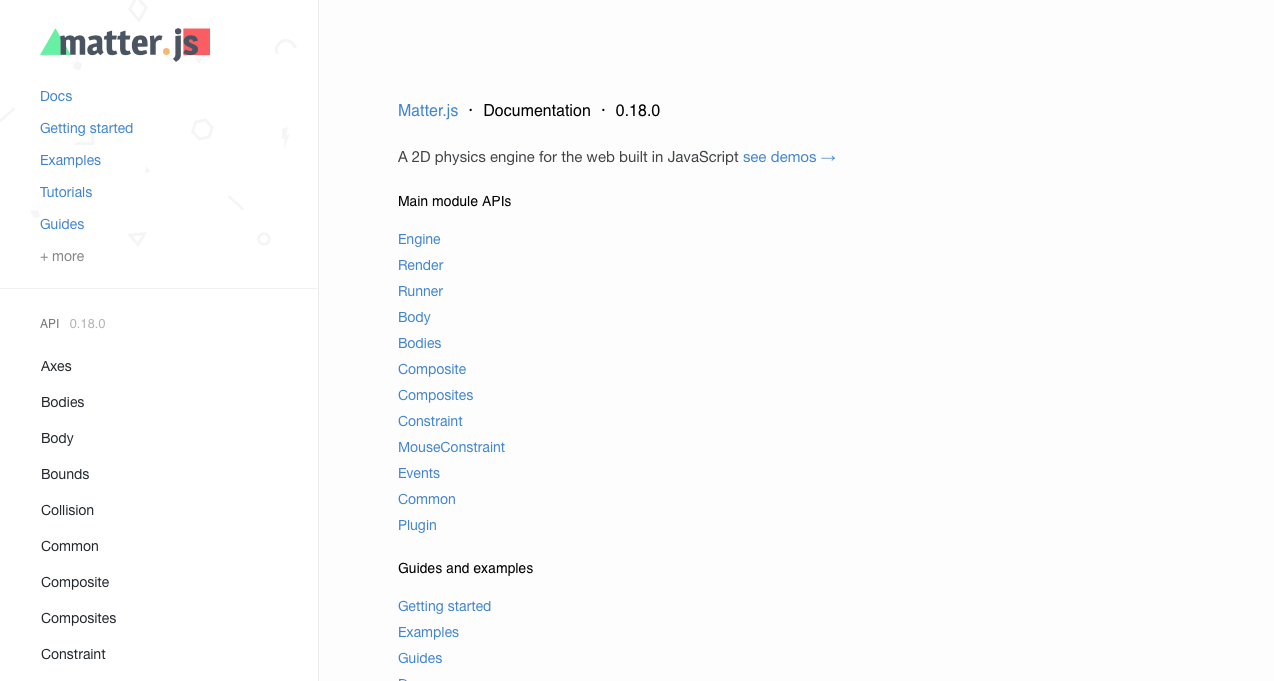 matter.js
Docs
Getting started
Examples
Tutorials
Guides
+ more
API 0.18.0
Axes
Bodies
Body
Bounds
Collision
Common
Composite
Composites
Constraint
Matter.js · Documentation · 0.18.0
A 2D physics engine for the web built in JavaScript see demos →
Main module APIs
Engine
Render
Runner
Body
Bodies
Composite
Composites
Constraint
MouseConstraint
Events
Common
Plugin
Guides and examples
Getting started
Examples
Guides